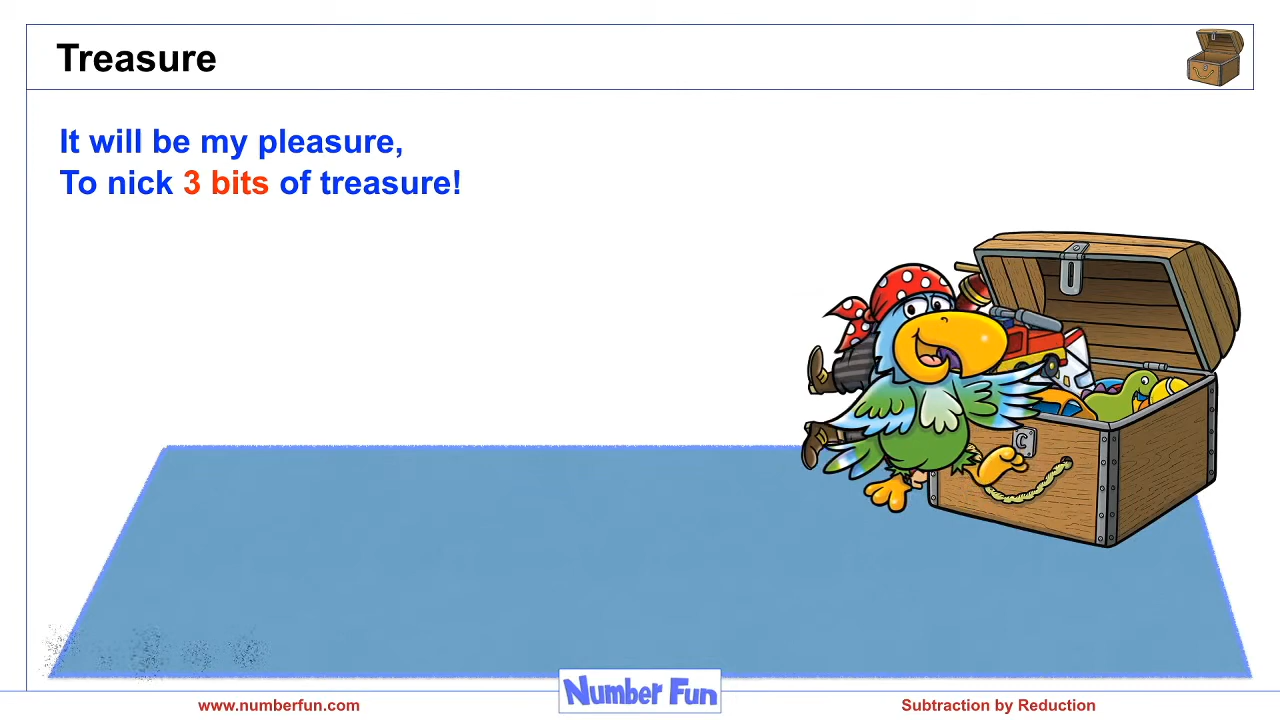 Treasure
It will be my pleasure,
To nick 3 bits of treasure!
C
Number Fun
www.numberfun.com
Subtraction by Reduction